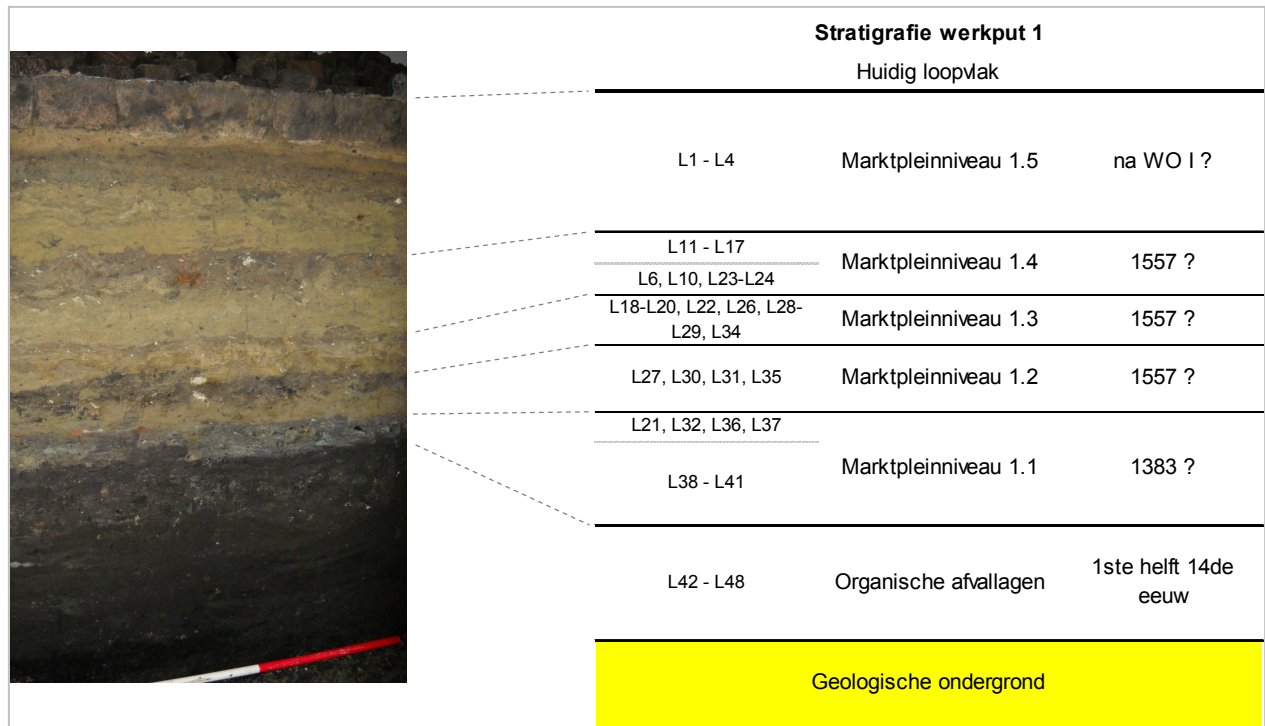 Stratigrafie werkput 1
Huidig loopvlak
L1 - L4 Marktpleinniveau 1.5 na WO I ?
L11 - L17
L6, L10, L23-L24
Marktpleinniveau 1.4 1557 ?
L18-L20, L22, L26, L28-
L29, L34
Marktpleinniveau 1.3 1557 ?
L27, L30, L31, L35 Marktpleinniveau 1.2 1557 ?
L21, L32, L36, L37
L38 - L41
Marktpleinniveau 1.1 1383 ?
L42 - L48 Organische afvallagen 1ste helft 14de
eeuw
Geologische ondergrond